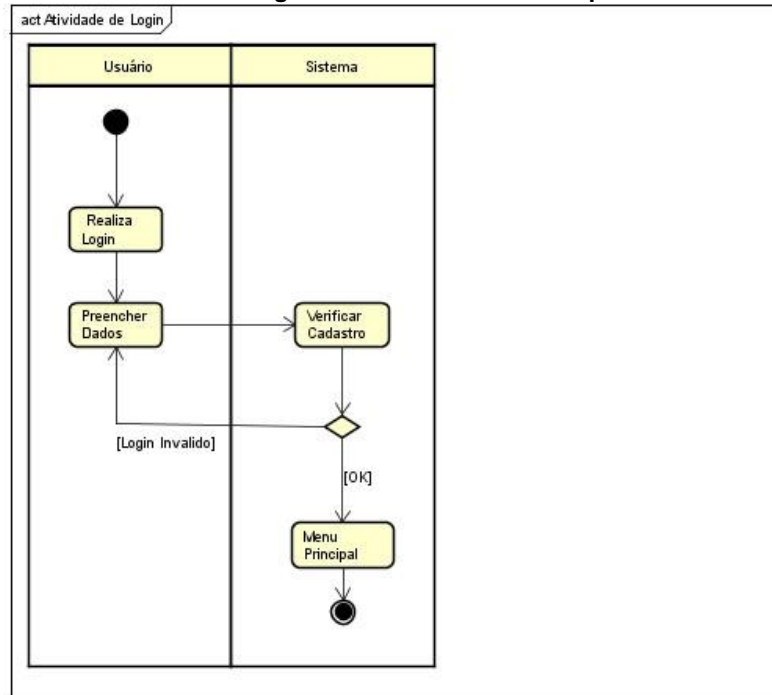 act Atividade de Login
Usuário
Sistema
Realiza
Login
Preencher
Dados
Verificar
Cadastro
[Login Invalido]
[OK]
Menu
Principal